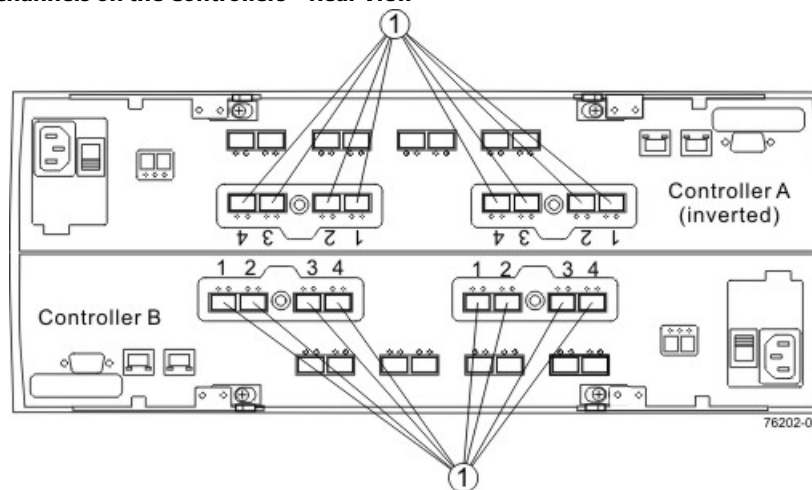 channels on the Controllers – Rear View
1
Controller A
(inverted)
4 3 2 1 4 3 2 1
1 2 3 4 1 2 3 4
Controller B
76202-0
1